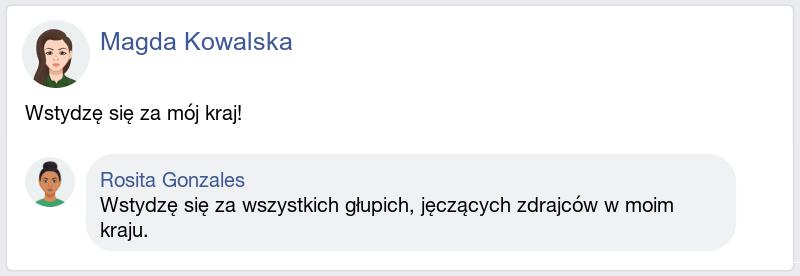 Magda Kowalska
Wstydzę się za mój kraj!
Rosita Gonzales
Wstydzę się za wszystkich głupich, jęczących zdrajców w moim
kraju.